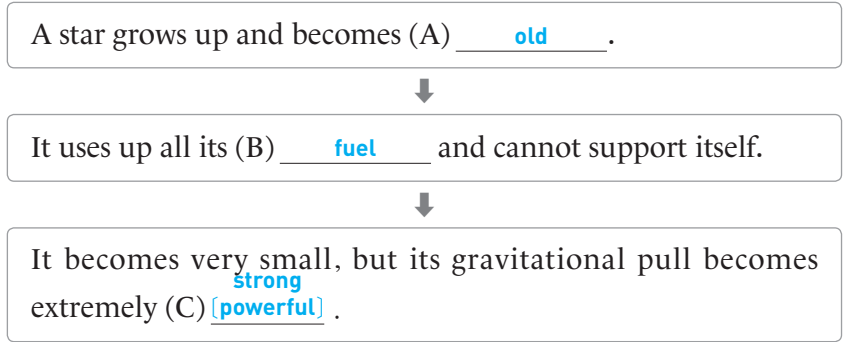 A star grows up and becomes (A) old .
It uses up all its (B) fuel and cannot support itself.
It becomes very small, but its gravitational pull becomes
strong
extremely (C) [powerful] .